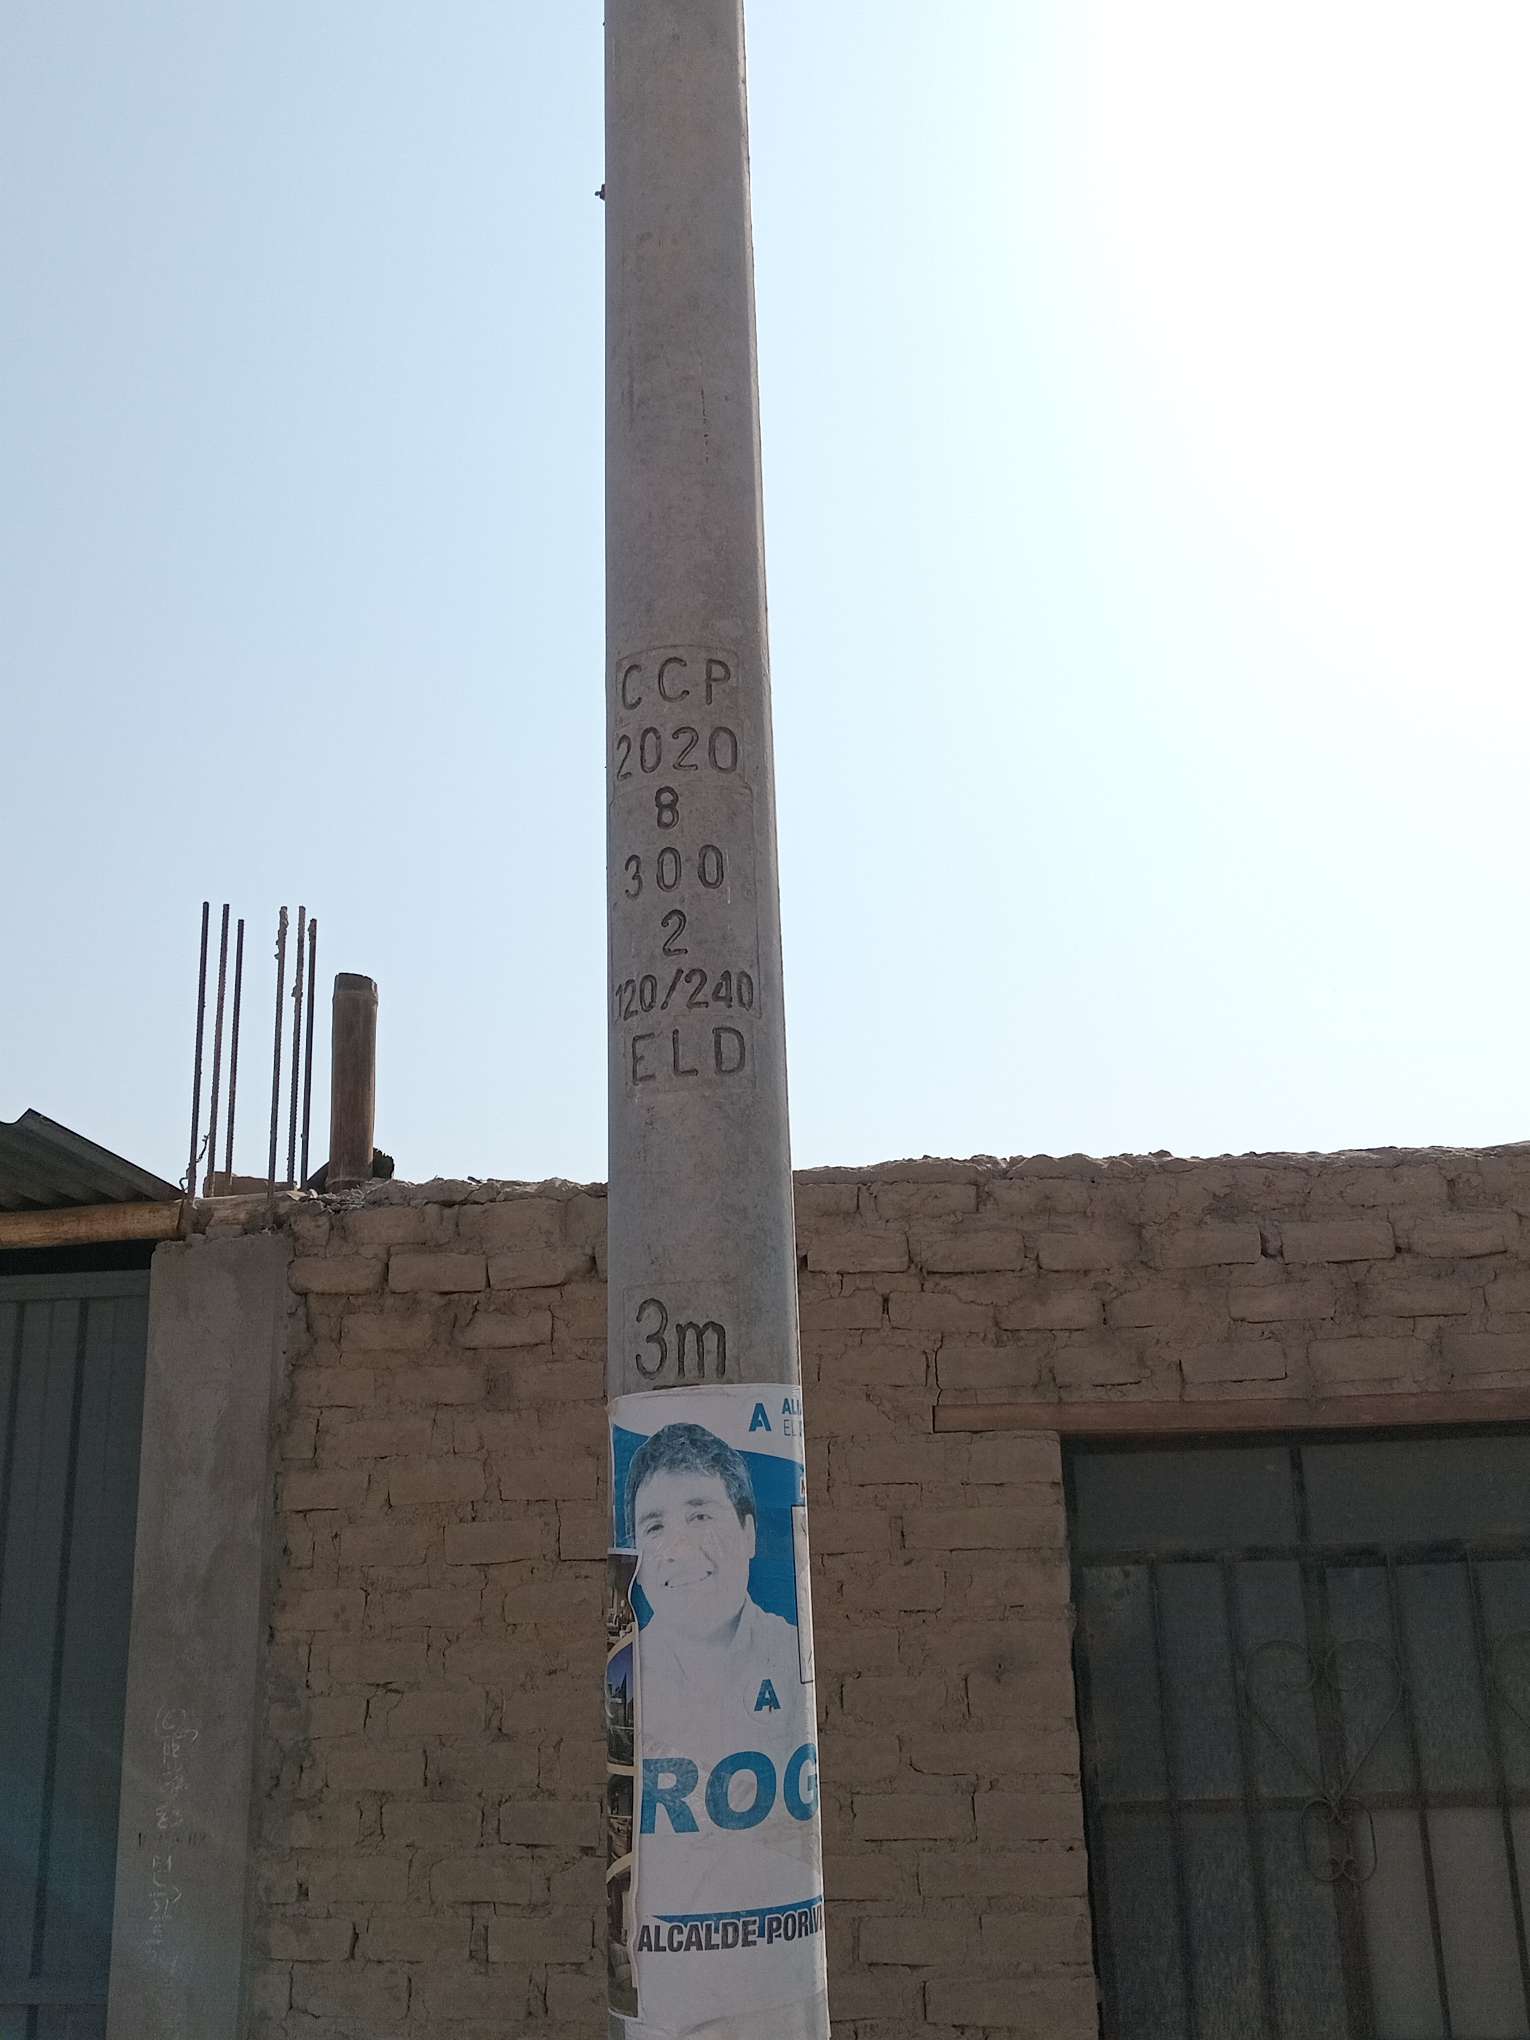 CCP
2020
8
300
2
120/240
ELD
3m
A
A
ROG
ALCALDE POR